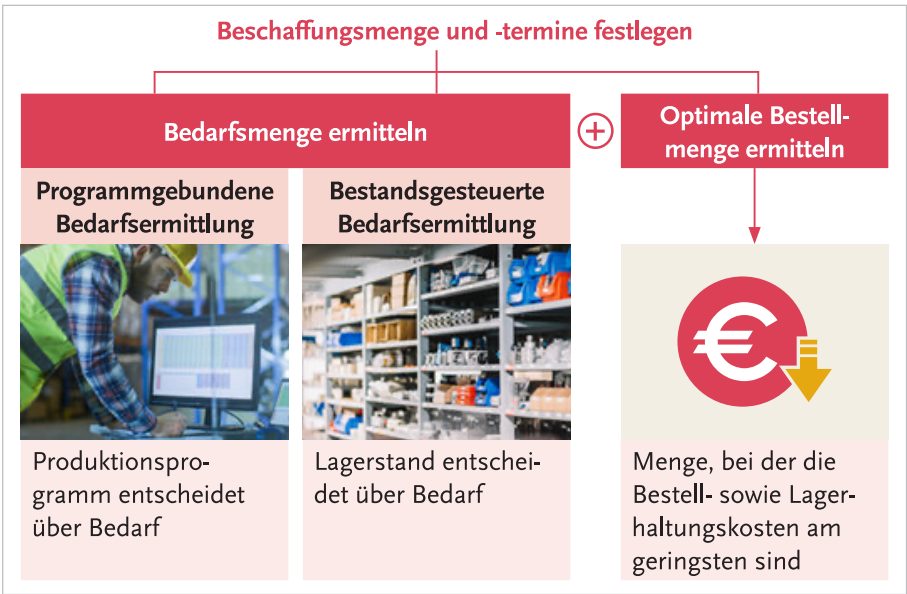 Beschaffungsmenge und -termine festlegen
Bedarfsmenge ermitteln
Optimale Bestell-
menge ermitteln
Programmgebundene
Bedarfsermittlung
Bestandsgesteuerte
Bedarfsermittlung
€
Produktionspro-
gramm entscheidet
über Bedarf
Lagerstand entschei-
det über Bedarf
Menge, bei der die
Bestell- sowie Lager-
haltungskosten am
geringsten sind